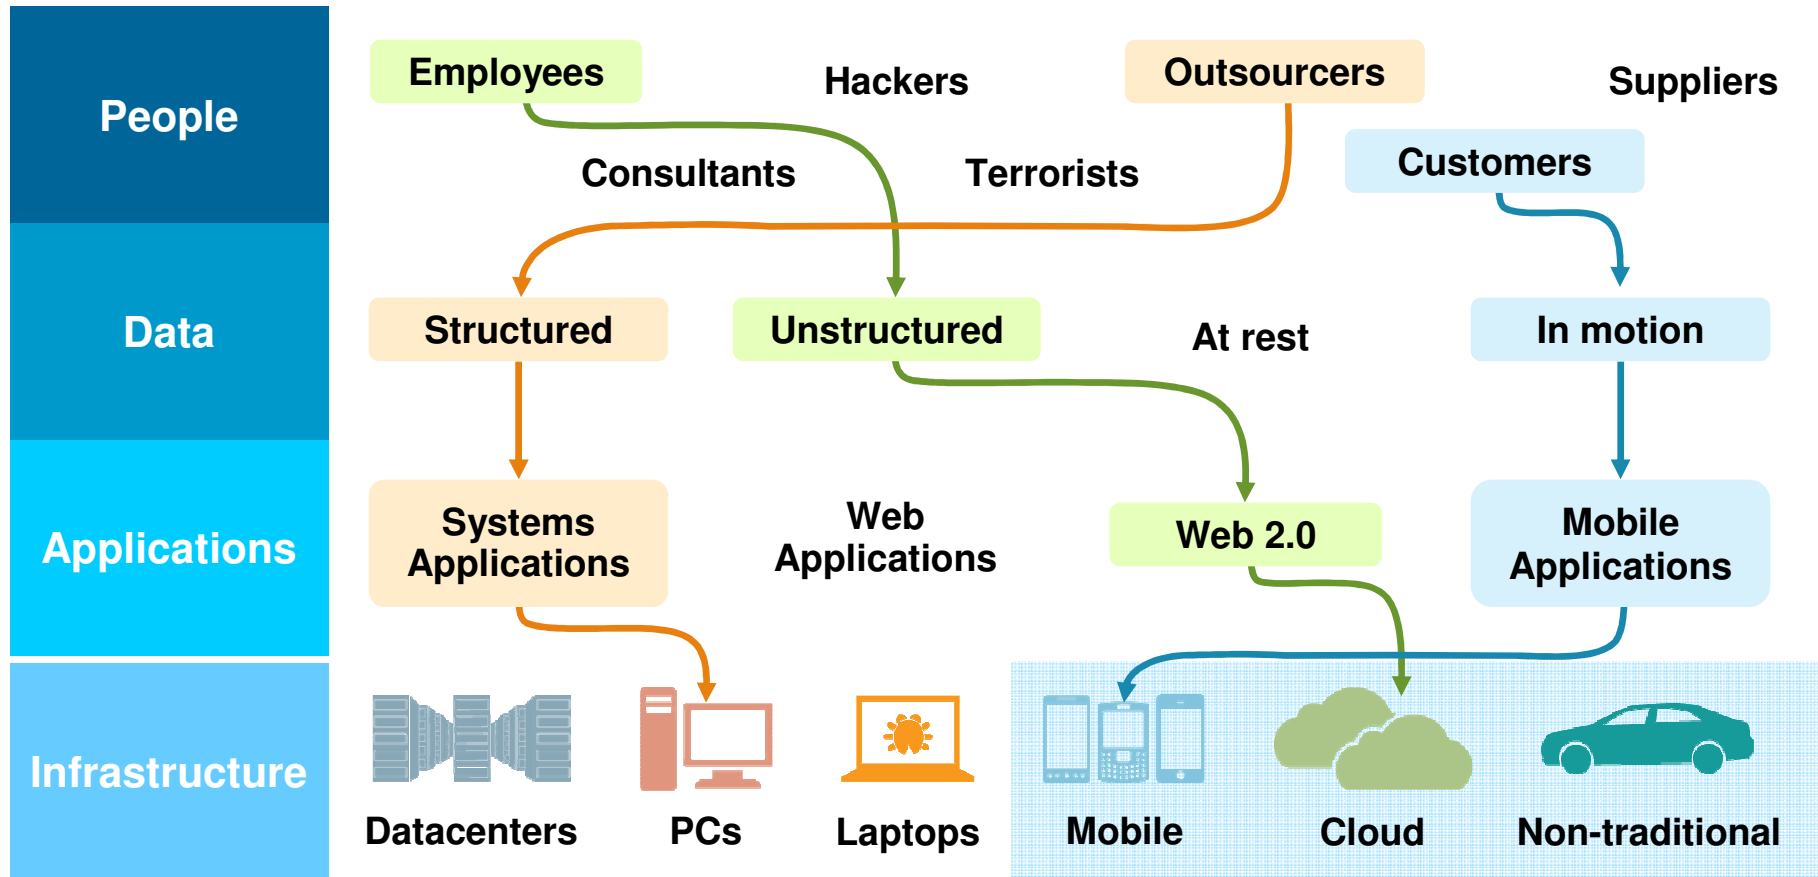 People
Employees
Hackers
Outsourcers
Suppliers
Consultants
Terrorists
Customers
Data
Structured
Unstructured
At rest
In motion
Applications
Systems
Applications
Web
Applications
Web 2.0
Mobile
Applications
Infrastructure
Datacenters
PCs
Laptops
Mobile
Cloud
Non-traditional